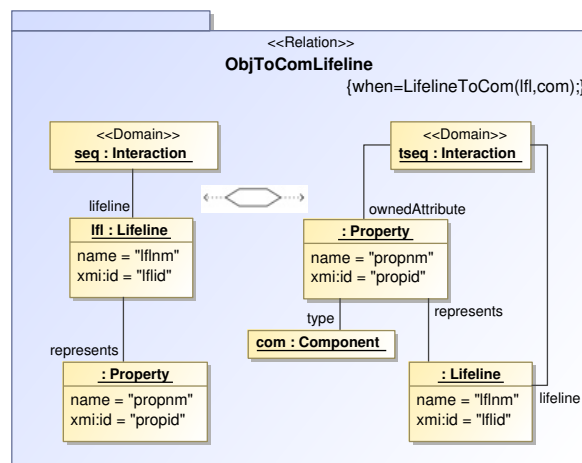 <<Relation>>
ObjToComLifeline
{when=LifelineToCom(lfl,com);}
<<Domain>>
seq : Interaction
lifeline
lfl : Lifeline
name = "lflnm"
xmi:id = "lflid"
represents
: Property
name = "propnm"
xmi:id = "propid"
<<Domain>>
tseq : Interaction
ownedAttribute
: Property
name = "propnm"
xmi:id = "propid"
type
represents
com : Component
: Lifeline
name = "lflnm"
xmi:id = "lflid"
lifeline